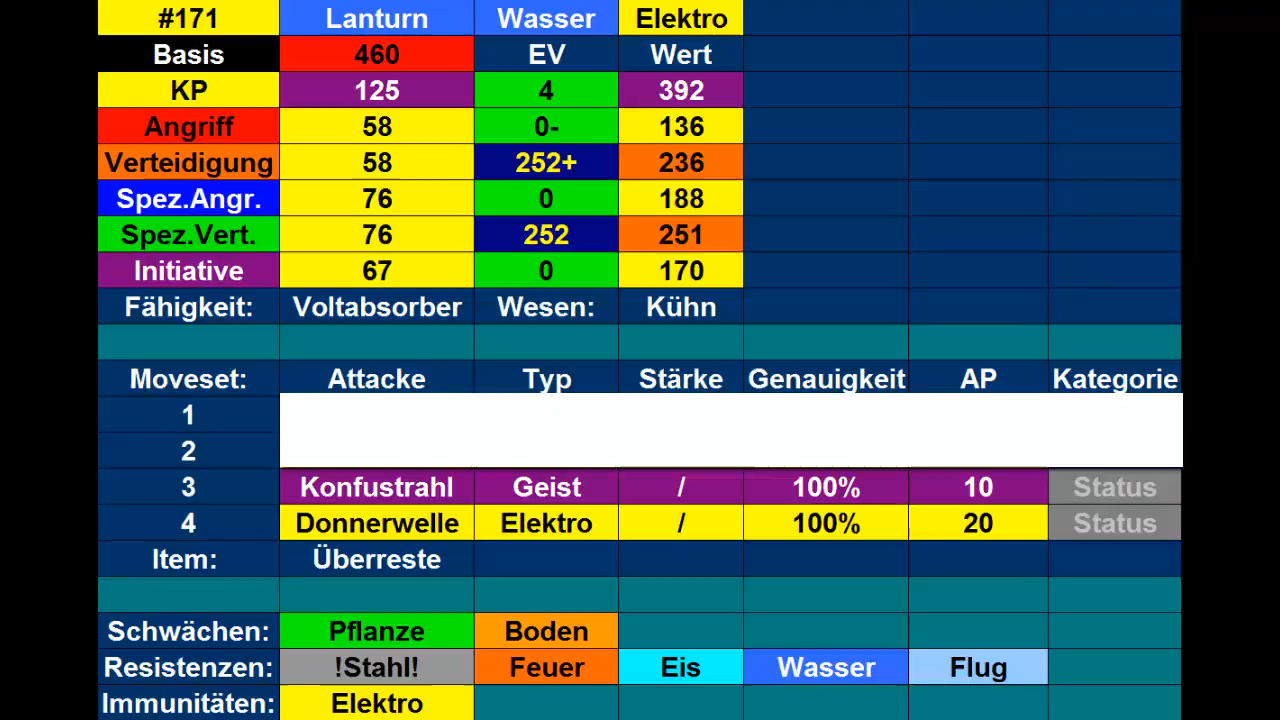 #171 Lanturn Wasser Elektro
Basis 460 EV Wert
KP 125 4 392
Angriff 58 0- 136
Verteidigung 58 252+ 236
Spez.Angr. 76 0 188
Spez.Vert. 76 252 251
Initiative 67 0 170
Fähigkeit: Voltabsorber Wesen: Kühn
Moveset: Attacke Typ Stärke Genauigkeit AP Kategorie
1
2
3 Konfustrahl Geist / 100% 10 Status
4 Donnerwelle Elektro / 100% 20 Status
Item: Überreste
Schwächen: Pflanze Boden
Resistenzen: !Stahl! Feuer Eis Wasser Flug
Immunitäten: Elektro